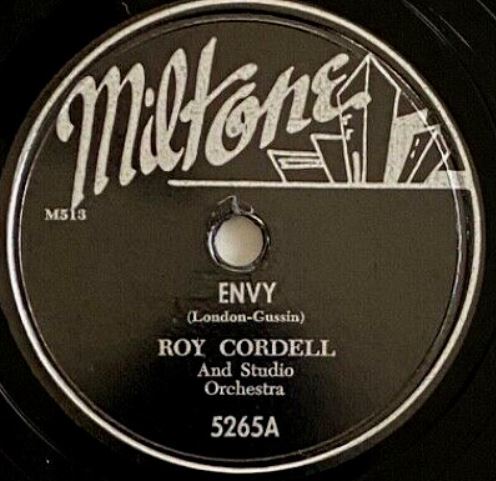 Miltone
M513
ENVY
(London-Gussin)
ROY CORDELL
And Studio
Orchestra
5265A